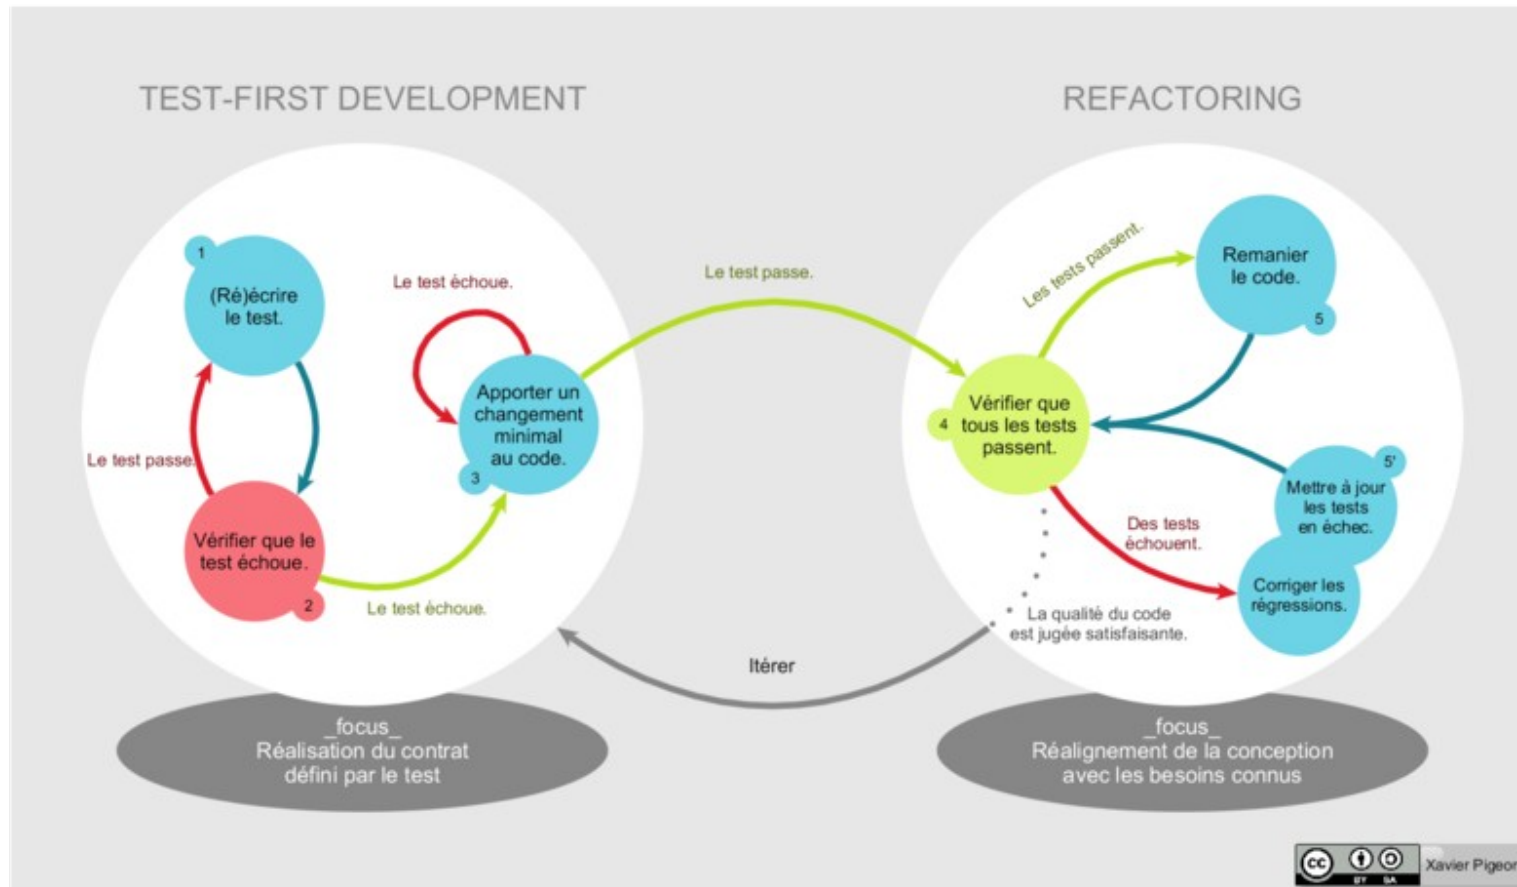 TEST-FIRST DEVELOPMENT
REFACTORING
1
(Ré)écrire
le test.
Le test passe.
Vérifier que le
test échoue.
2
Le test échoue.
Le test échoue.
Apporter un
changement
minimal
au code.
3
Le test passe.
Les tests passent.
Remanier
le code.
5
4
Vérifier que
tous les tests
passent.
5'
Mettre à jour
les tests
en échec.
Des tests
échouent.
Corriger les
régressions.
La qualité du code
est jugée satisfaisante.
Itérer
_focus_
Réalisation du contrat
défini par le test
_focus_
Réalignement de la conception
avec les besoins connus
cc
BY SA
Xavier Pigeon